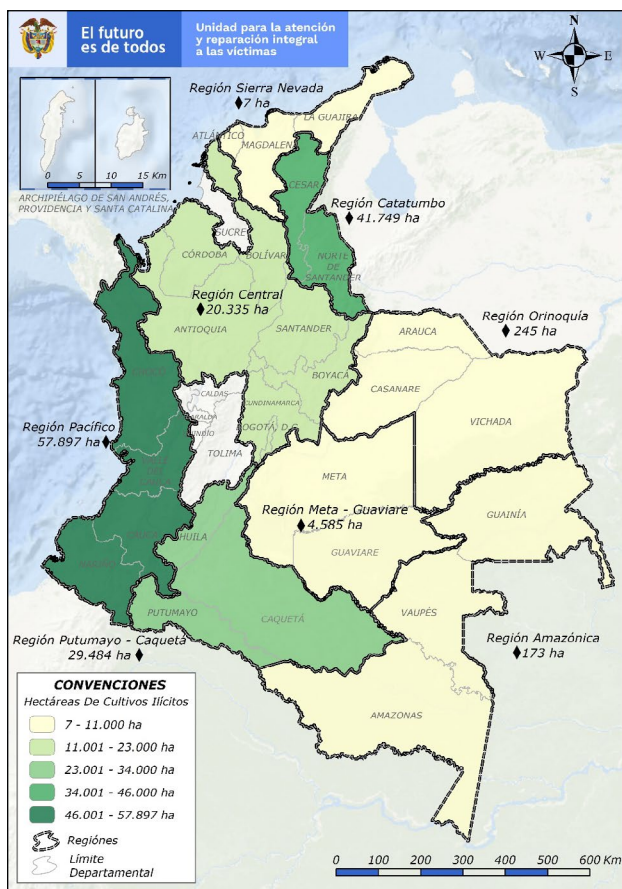 El futuro
es de todos
Unidad para la atención
y reparación integral
a las víctimas
N
W
E
S
Región Sierra Nevada
7 ha
LA GUAJIRA
ATLÁNTICO
MAGDALENA
CESAR
0 5 10 15 Km
ARCHIPIÉLAGO DE SAN ANDRÉS,
PROVIDENCIA Y SANTA CATALINA
Región Catatumbo
41.749 ha
SUCRE
CÓRDOBA
BOLÍVAR
NORTE
DE
SANTANDER
Región Central
20.335 ha
ANTIOQUIA
SANTANDER
ARAUCA
Región Orinoquía
245 ha
BOYACA
CASANARE
CALDAS
CUNDINAMARCA
VICHADA
BOGOTA, D.C.
Región Pacífico
57.897 ha
TOLIMA
META
Región Meta - Guaviare
4.585 ha
GUAINÍA
HUILA
GUAVIARE
NARIÑO
PUTUMAYO
CAQUETÁ
VAUPÉS
Región Putumayo - Caquetá
29.484 ha
Región Amazónica
173 ha
AMAZONAS
CONVENCIONES
Hectáreas De Cultivos Ilícitos
7 - 11.000 ha
11.001 - 23.000 ha
23.001 - 34.000 ha
34.001 - 46.000 ha
46.001 - 57.897 ha
Regiónes
Límite
Departamental
0 100 200 300 400 500 600 Km